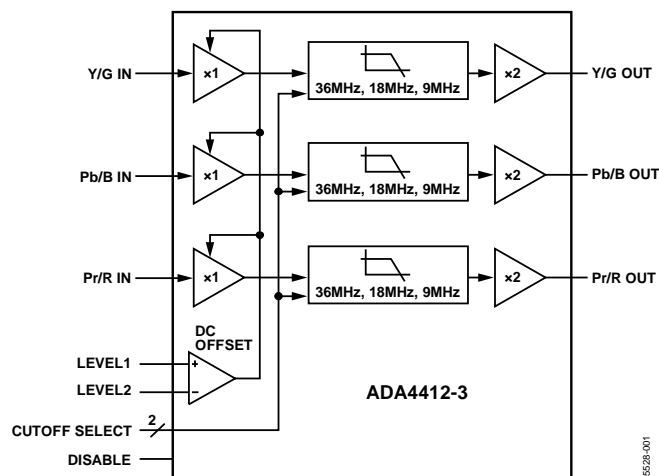 Y/G IN
×1
36MHz, 18MHz, 9MHz
×2
Y/G OUT
Pb/B IN
×1
36MHz, 18MHz, 9MHz
×2
Pb/B OUT
Pr/R IN
×1
36MHz, 18MHz, 9MHz
×2
Pr/R OUT
DC
OFFSET
LEVEL1
+
LEVEL2
−
ADA4412-3
CUTOFF SELECT
2
DISABLE
5528-001